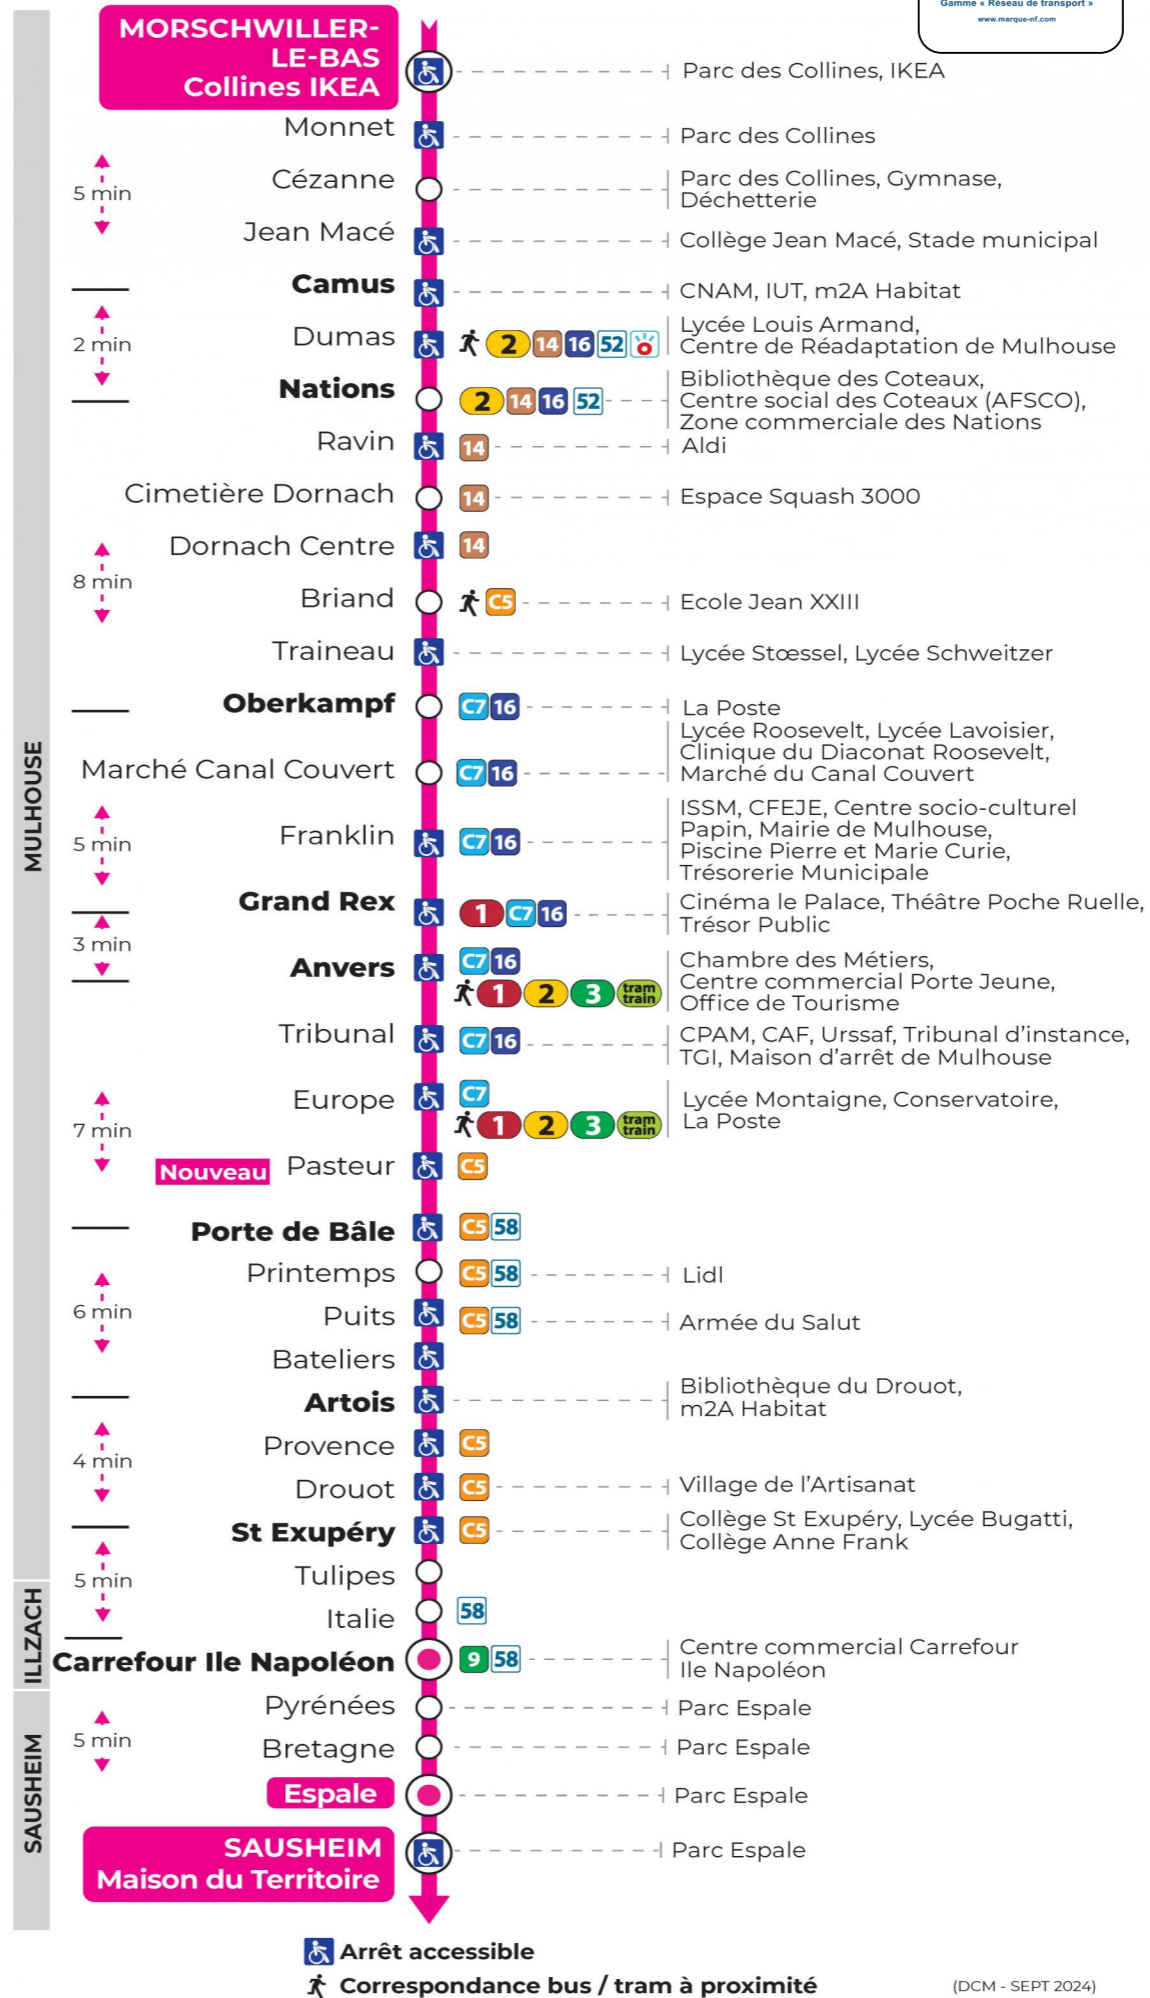 Gamme « Réseau de transport »
www.marque-nf.com
MORSCHWILLER-
LE-BAS
Collines IKEA
Parc des Collines, IKEA
Monnet
Parc des Collines
5 min
Cézanne
Parc des Collines, Gymnase,
Déchetterie
Jean Macé
Collège Jean Macé, Stade municipal
Camus
CNAM, IUT, m2A Habitat
2 min
Dumas
2 14 16 52
Lycée Louis Armand,
Centre de Réadaptation de Mulhouse
Nations
2 14 16 52
Bibliothèque des Coteaux,
Centre social des Coteaux (AFSCO),
Zone commerciale des Nations
Ravin
14
Aldi
Cimetière Dornach
14
Espace Squash 3000
Dornach Centre
14
8 min
Briand
C5
Ecole Jean XXIII
Traineau
Lycée Stœssel, Lycée Schweitzer
Oberkampf
C7 16
La Poste
Marché Canal Couvert
C7 16
Lycée Roosevelt, Lycée Lavoisier,
Clinique du Diaconat Roosevelt,
Marché du Canal Couvert
MULHOUSE
5 min
Franklin
C7 16
ISSM, CFEJE, Centre socio-culturel
Papin, Mairie de Mulhouse,
Piscine Pierre et Marie Curie,
Trésorerie Municipale
Grand Rex
1 C7 16
Cinéma le Palace, Théâtre Poche Ruelle,
Trésor Public
3 min
Anvers
C7 16
1 2 3 tram train
Chambre des Métiers,
Centre commercial Porte Jeune,
Office de Tourisme
Tribunal
C7 16
CPAM, CAF, Urssaf, Tribunal d'instance,
TGI, Maison d'arrêt de Mulhouse
7 min
Europe
C7
1 2 3 tram train
Lycée Montaigne, Conservatoire,
La Poste
Nouveau
Pasteur
C5
Porte de Bâle
C5 58
Printemps
C5 58
Lidl
6 min
Puits
C5 58
Armée du Salut
Bateliers
Artois
Bibliothèque du Drouot,
m2A Habitat
Provence
C5
4 min
Drouot
C5
Village de l'Artisanat
St Exupéry
C5
Collège St Exupéry, Lycée Bugatti,
Collège Anne Frank
5 min
Tulipes
Italie
58
ILLZACH
Carrefour Ile Napoléon
9 58
Centre commercial Carrefour
Ile Napoléon
Pyrénées
Parc Espale
5 min
Bretagne
Parc Espale
Espale
Parc Espale
SAUSHEIM
SAUSHEIM
Maison du Territoire
Parc Espale
Arrêt accessible
Correspondance bus / tram à proximité
(DCM - SEPT 2024)